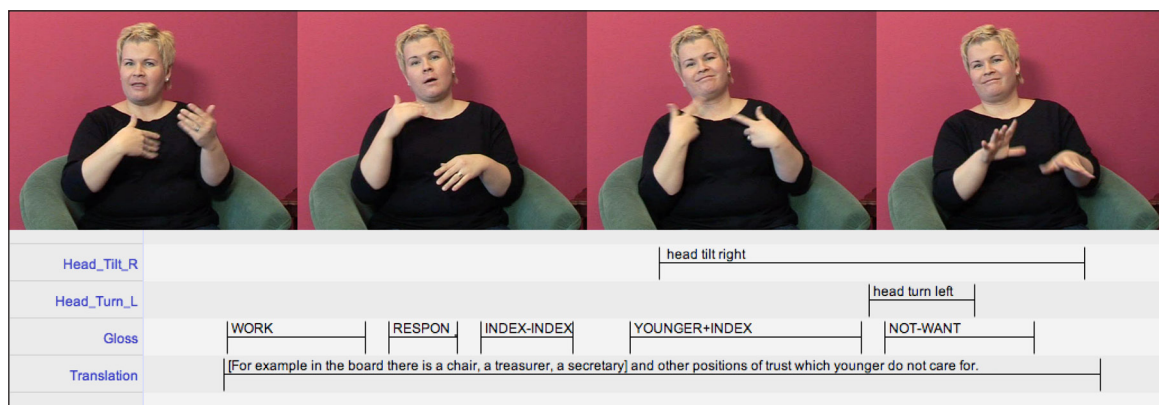 Head_Tilt_R head tilt right
Head_Turn_L head turn left
Gloss WORK RESPON INDEX-INDEX YOUNGER+INDEX NOT-WANT
Translation [For example in the board there is a chair, a treasurer, a secretary] and other positions of trust which younger do not care for.